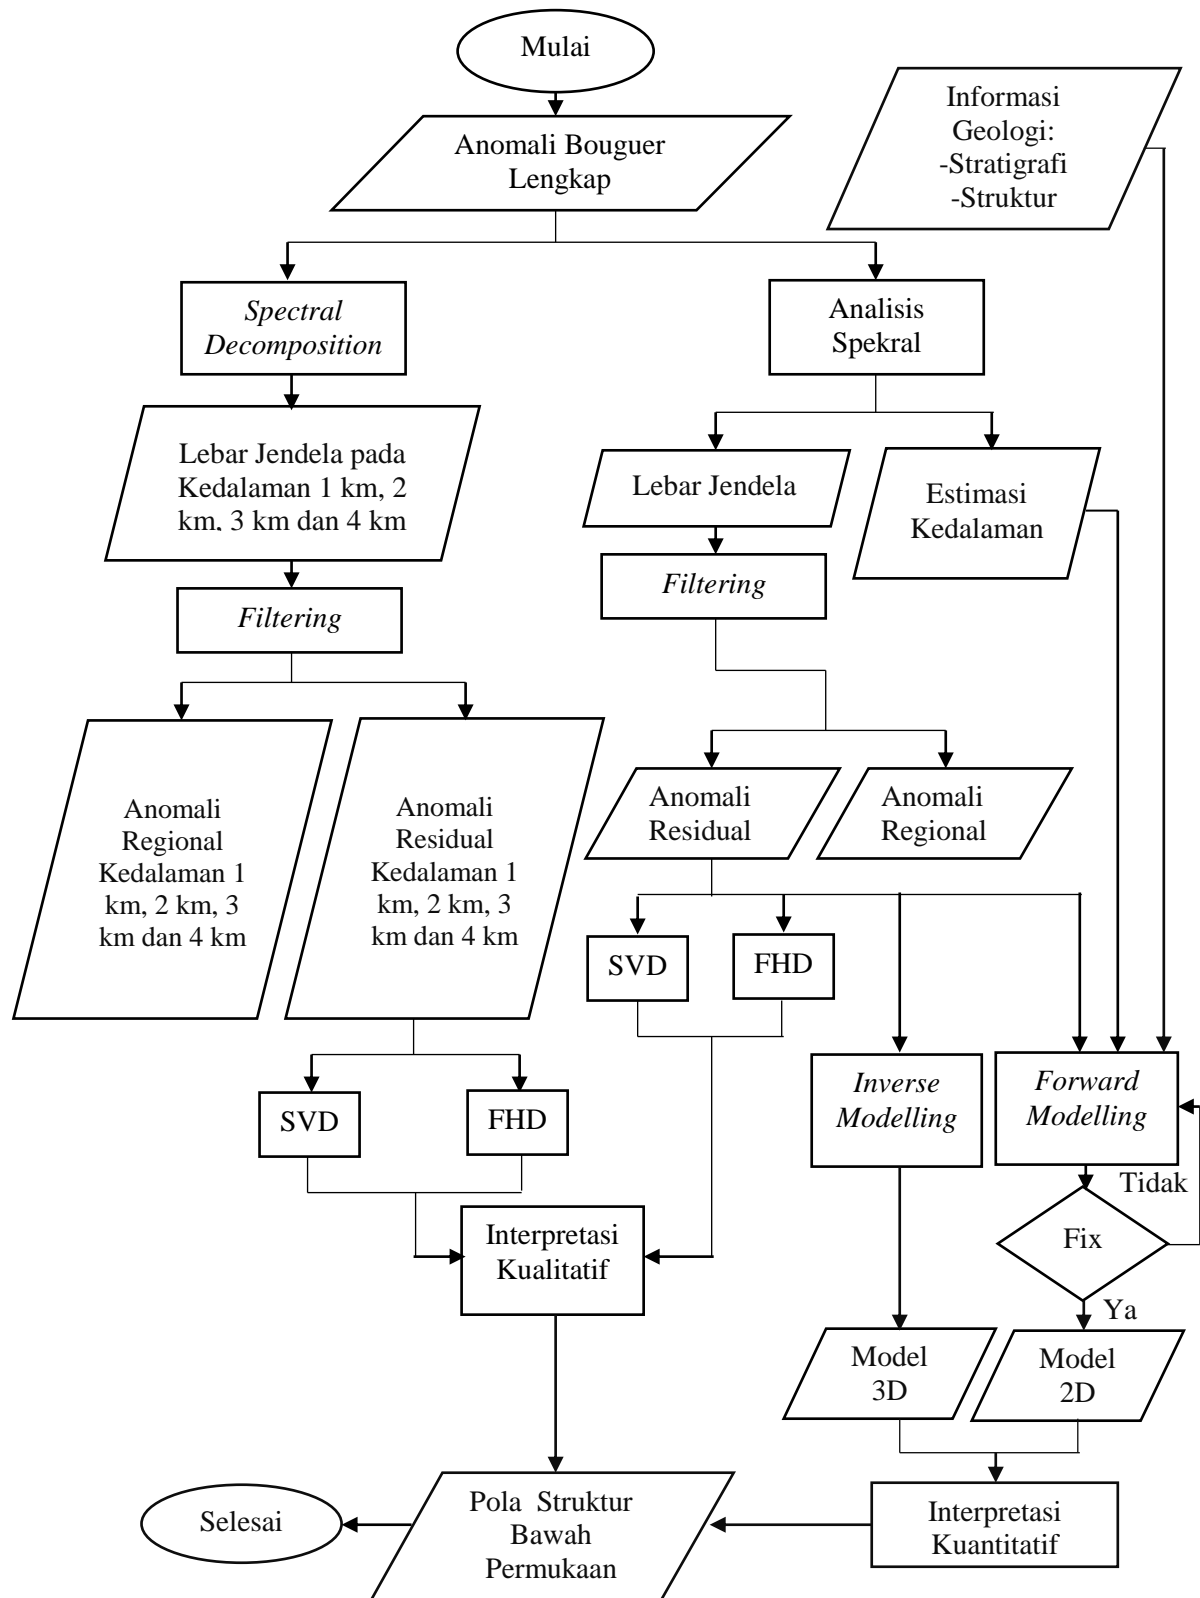 Mulai
Anomali Bouguer
Lengkap
Informasi
Geologi:
-Stratigrafi
-Struktur
Spectral
Decomposition
Analisis
Spekral
Lebar Jendela pada
Kedalaman 1 km, 2
km, 3 km dan 4 km
Lebar Jendela
Estimasi
Kedalaman
Filtering
Filtering
Anomali
Regional
Kedalaman 1
km, 2 km, 3
km dan 4 km
Anomali
Residual
Kedalaman 1
km, 2 km, 3
km dan 4 km
Anomali
Residual
Anomali
Regional
SVD
FHD
SVD
FHD
Inverse
Modelling
Forward
Modelling
Tidak
Fix
Ya
Interpretasi
Kualitatif
Model
3D
Model
2D
Selesai
Pola Struktur
Bawah
Permukaan
Interpretasi
Kuantitatif